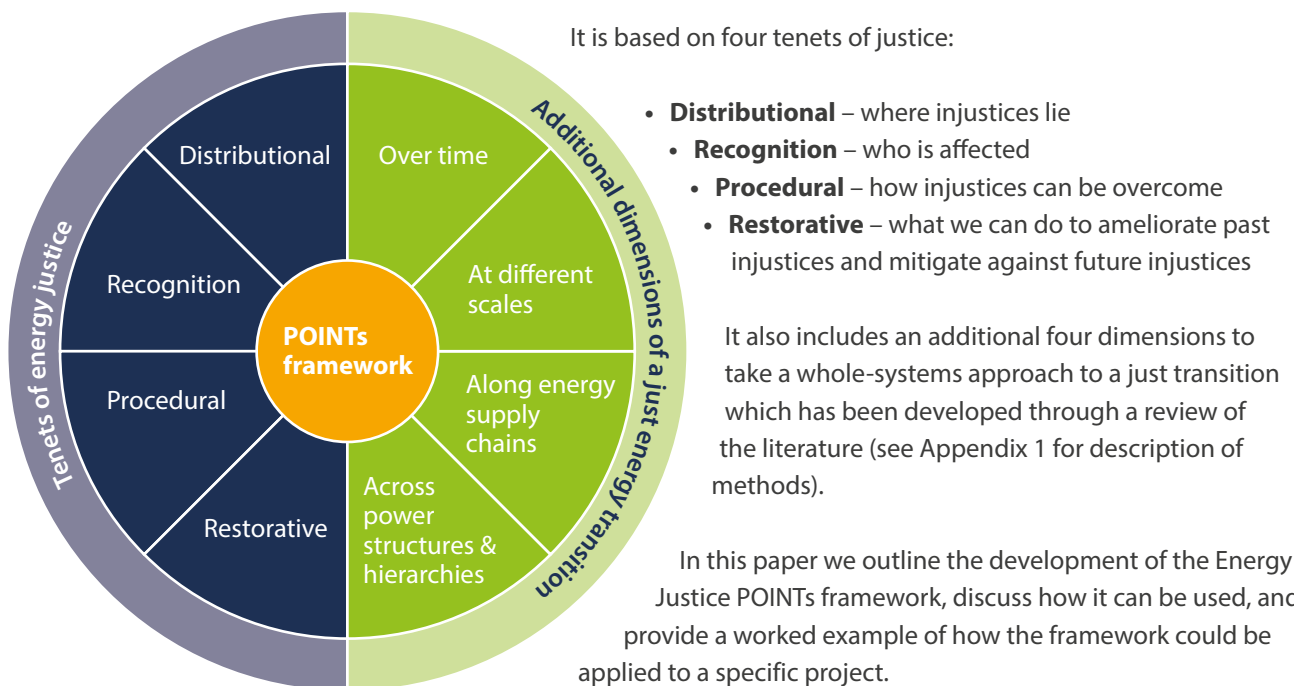 Tenets of energy justice
Additional dimensions of a just energy transition
Distributional
Recognition
Procedural
Restorative
Over time
At different
scales
Along energy
supply
chains
Across
power
structures &
hierarchies
POINTs
framework
It is based on four tenets of justice:
• Distributional – where injustices lie
• Recognition – who is affected
• Procedural – how injustices can be overcome
• Restorative – what we can do to ameliorate past
injustices and mitigate against future injustices
It also includes an additional four dimensions to
take a whole-systems approach to a just transition
which has been developed through a review of
the literature (see Appendix 1 for description of
methods).
In this paper we outline the development of the Energy
Justice POINTs framework, discuss how it can be used, and
provide a worked example of how the framework could be
applied to a specific project.